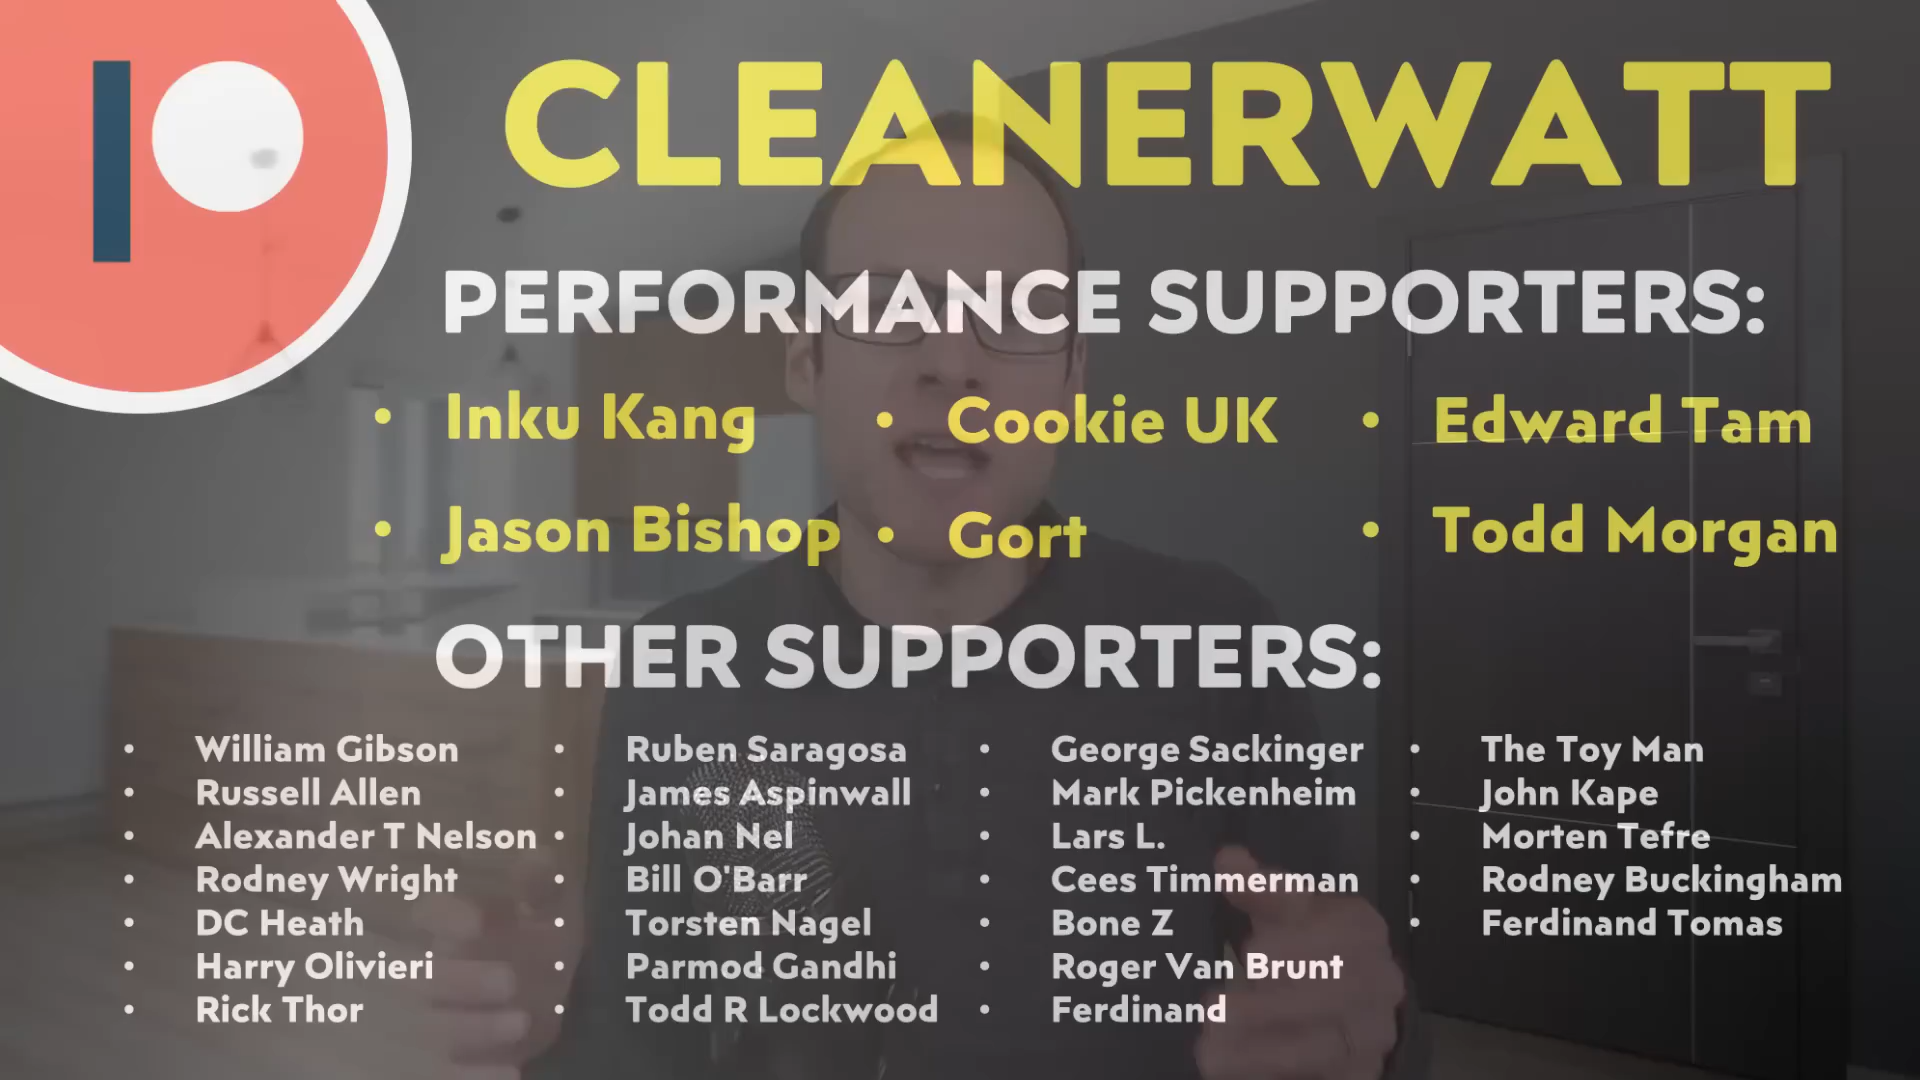 CLEANERWATT
PERFORMANCE SUPPORTERS:
• Inku Kang • Cookie UK • Edward Tam
• Jason Bishop • Gort • Todd Morgan
OTHER SUPPORTERS:
• William Gibson • Ruben Saragosa • George Sackinger • The Toy Man
• Russell Allen • James Aspinwall • Mark Pickenheim • John Kape
• Alexander T Nelson • Johan Nel • Lars L. • Morten Tefre
• Rodney Wright • Bill O'Barr • Cees Timmerman • Rodney Buckingham
• DC Heath • Torsten Nagel • Bone Z • Ferdinand Tomas
• Harry Olivieri • Parmod Gandhi • Roger Van Brunt
• Rick Thor • Todd R Lockwood • Ferdinand